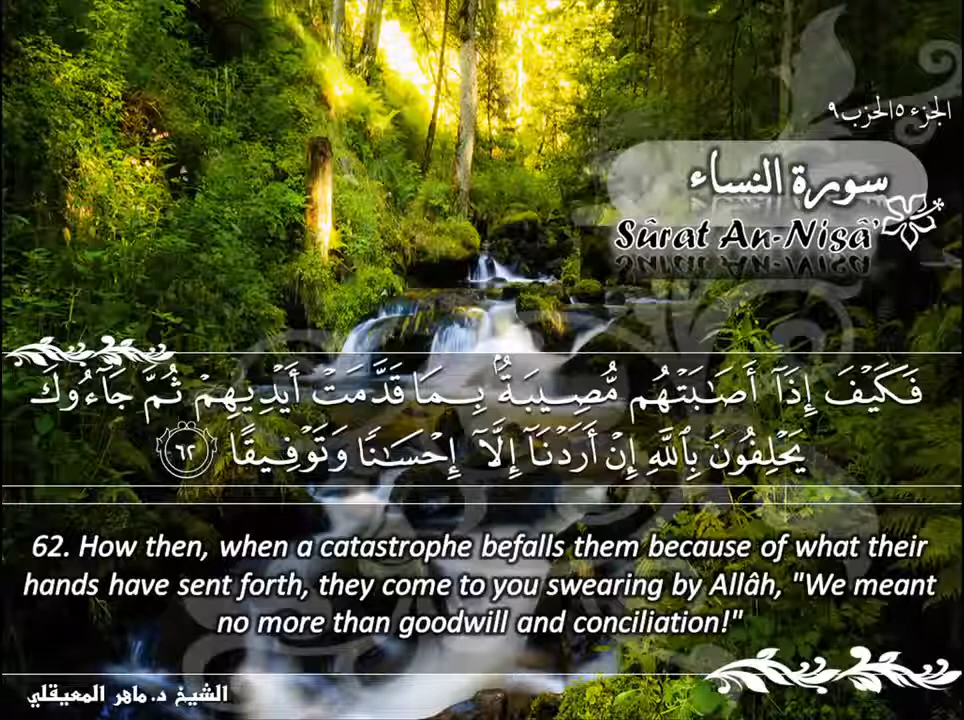 الجزء ٥ الحزب ٩
سورة النساء
Sûrat An-Nisâ'
فَكَيْفَ إِذَآ أَصَـٰبَتْهُم مُّصِيبَةٌۢ بِمَا قَدَّمَتْ أَيْدِيهِمْ ثُمَّ جَآءُوكَ
يَحْلِفُونَ بِٱللَّهِ إِنْ أَرَدْنَآ إِلَّآ إِحْسَـٰنًا وَتَوْفِيقًا ٦٢
62. How then, when a catastrophe befalls them because of what their
hands have sent forth, they come to you swearing by Allâh, "We meant
no more than goodwill and conciliation!"
الشيخ د. ماهر المعيقلي